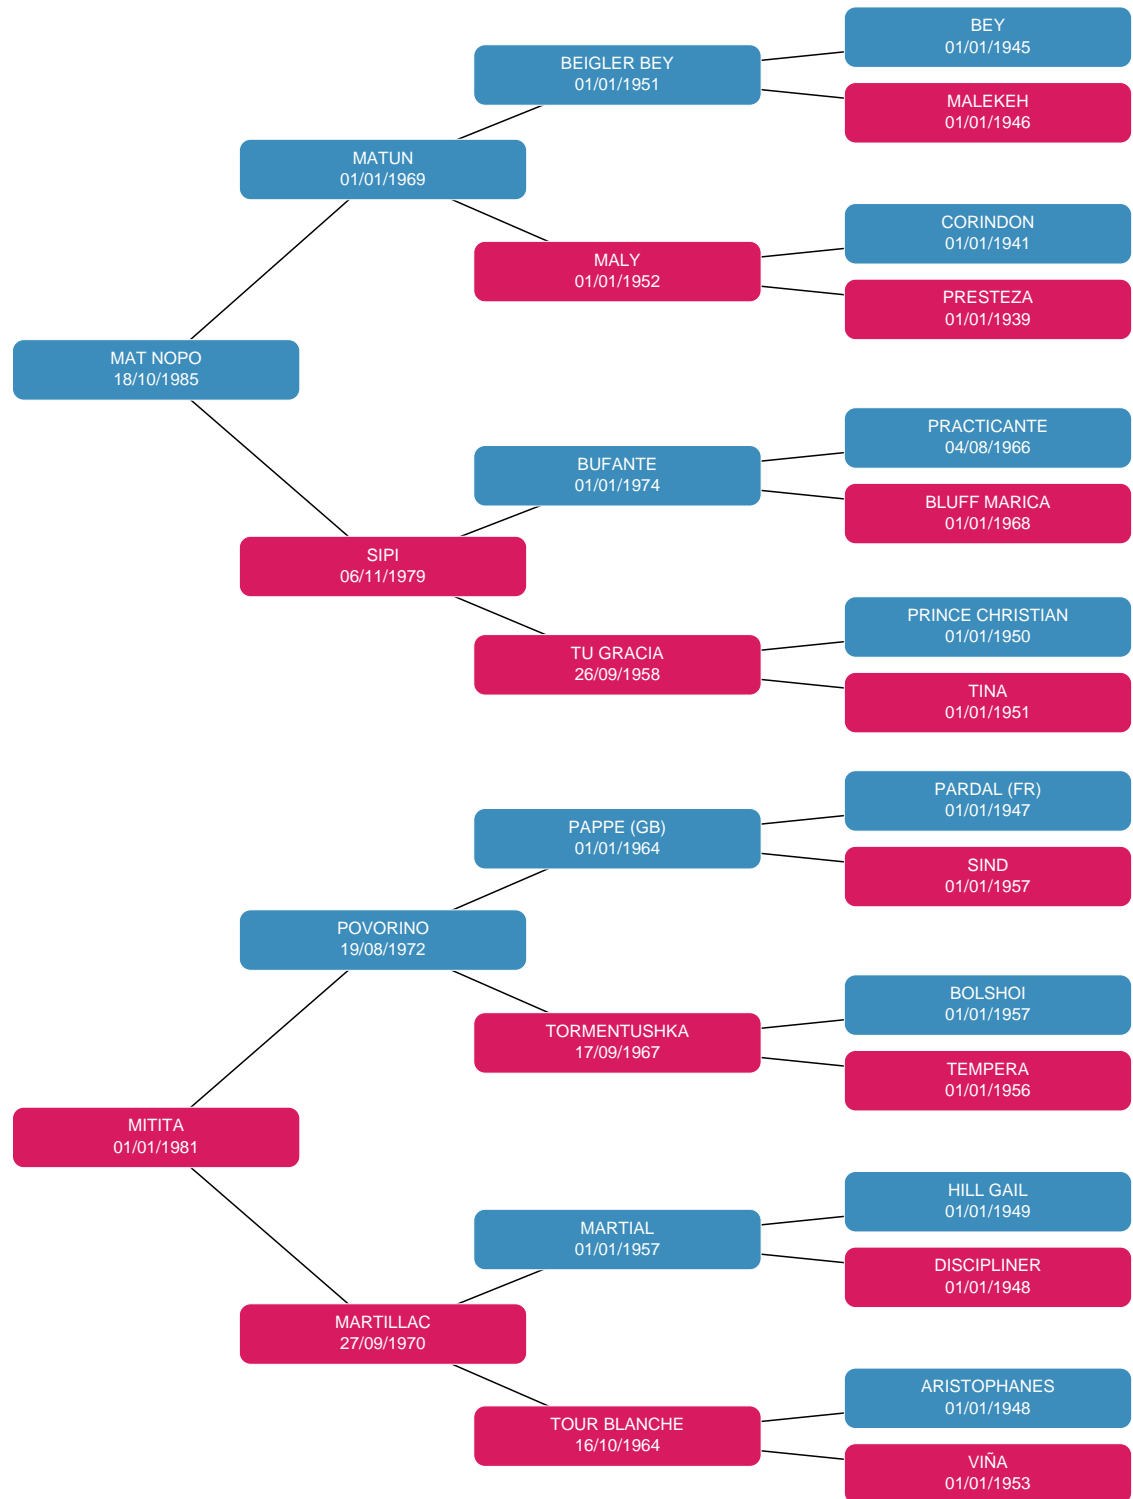 BEY
01/01/1945
BEIGLER BEY
01/01/1951
MALEKEH
01/01/1946
MATUN
01/01/1969
CORINDON
01/01/1941
MALY
01/01/1952
PRESTEZA
01/01/1939
MAT NOPO
18/10/1985
PRACTICANTE
04/08/1966
BUFANTE
01/01/1974
BLUFF MARICA
01/01/1968
SIPI
06/11/1979
PRINCE CHRISTIAN
01/01/1950
TU GRACIA
26/09/1958
TINA
01/01/1951
PARDAL (FR)
01/01/1947
PAPPE (GB)
01/01/1964
SIND
01/01/1957
POVORINO
19/08/1972
BOLSHOI
01/01/1957
TORMENTUSHKA
17/09/1967
TEMPERA
01/01/1956
MITITA
01/01/1981
HILL GAIL
01/01/1949
MARTIAL
01/01/1957
DISCIPLINER
01/01/1948
MARTILLAC
27/09/1970
ARISTOPHANES
01/01/1948
TOUR BLANCHE
16/10/1964
VIÑA
01/01/1953